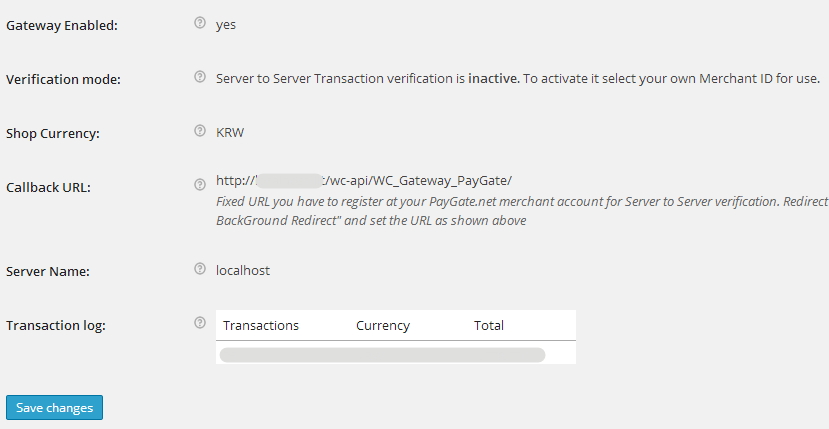 Gateway Enabled: yes
Verification mode: Server to Server Transaction verification is inactive. To activate it select your own Merchant ID for use.
Shop Currency: KRW
Callback URL: http:// /wc-api/WC_Gateway_PayGate/
Fixed URL you have to register at your PayGate.net merchant account for Server to Server verification. Redirect
BackGround Redirect" and set the URL as shown above
Server Name: localhost
Transaction log: Transactions Currency Total
Save changes